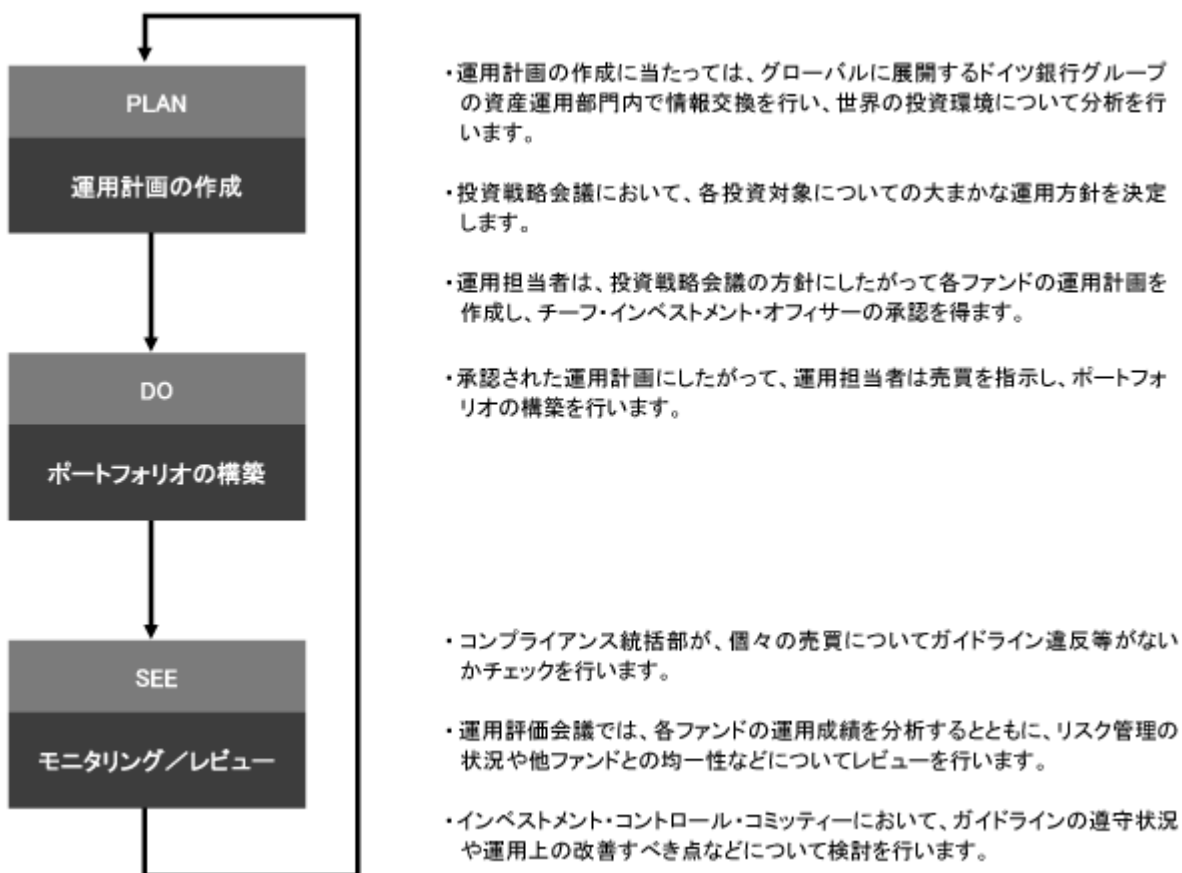 PLAN
運用計画の作成
・運用計画の作成に当たっては、グローバルに展開するドイツ銀行グループ
の資産運用部門内で情報交換を行い、世界の投資環境について分析を行
います。
・投資戦略会議において、各投資対象についての大まかな運用方針を決定
します。
・運用担当者は、投資戦略会議の方針にしたがって各ファンドの運用計画を
作成し、チーフ・インベストメント・オフィサーの承認を得ます。
DO
ポートフォリオの構築
・承認された運用計画にしたがって、運用担当者は売買を指示し、ポートフォ
リオの構築を行います。
SEE
モニタリング／レビュー
・コンプライアンス統括部が、個々の売買についてガイドライン違反等がない
かチェックを行います。
・運用評価会議では、各ファンドの運用成績を分析するとともに、リスク管理の
状況や他ファンドとの均一性などについてレビューを行います。
・インベストメント・コントロール・コミッティーにおいて、ガイドラインの遵守状況
や運用上の改善すべき点などについて検討を行います。